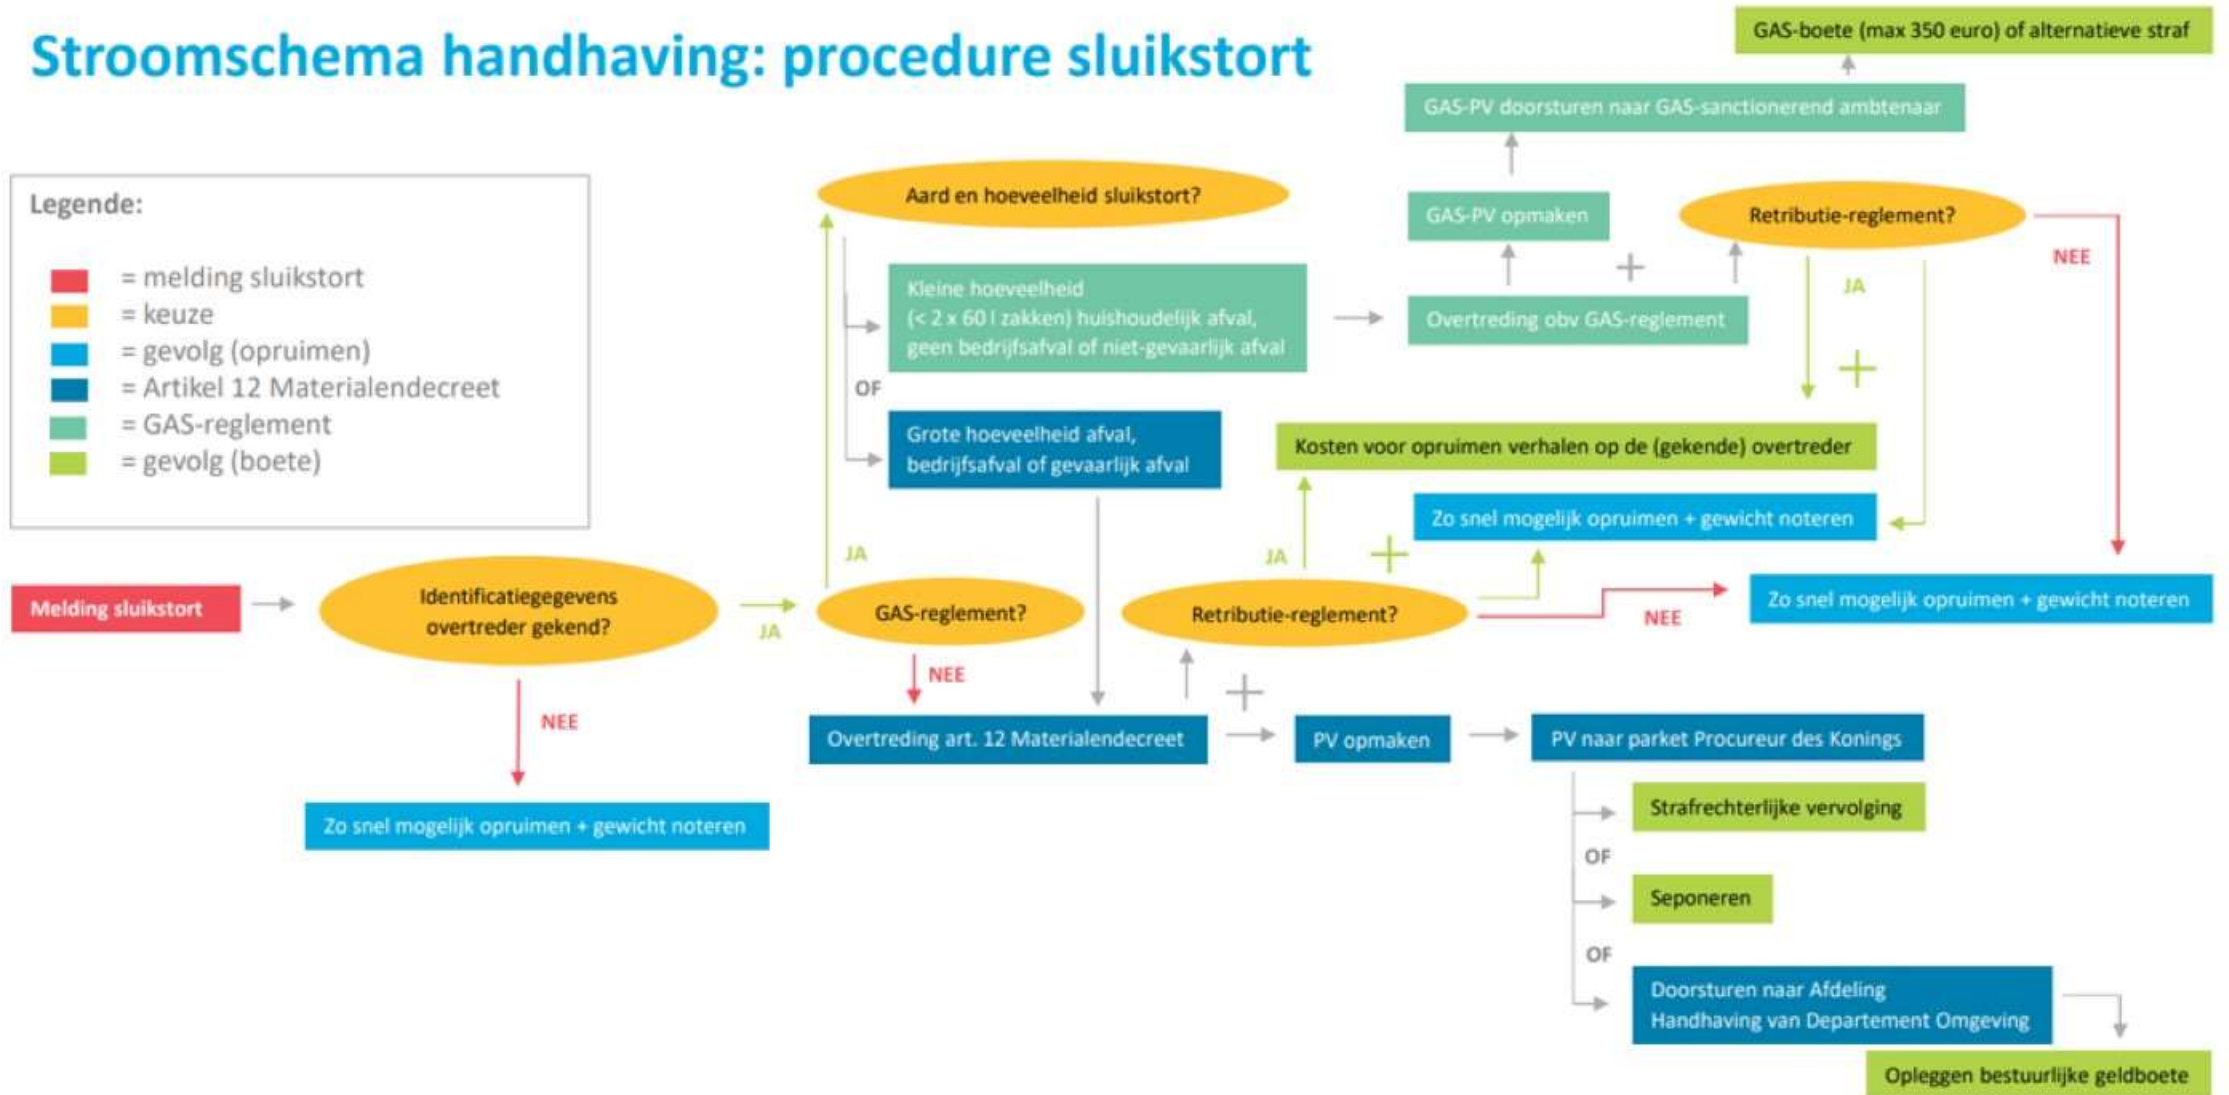 Stroomschema handhaving: procedure sluikstort
GAS-boete (max 350 euro) of alternatieve straf
GAS-PV doorsturen naar GAS-sanctionerend ambtenaar
Legende:
= melding sluikstort
= keuze
= gevolg (opruimen)
= Artikel 12 Materialendecreet
= GAS-reglement
= gevolg (boete)
Aard en hoeveelheid sluikstort?
GAS-PV opmaken
+
Retributie-reglement?
NEE
JA
+
Kleine hoeveelheid
(< 2 x 60 l zakken) huishoudelijk afval,
geen bedrijfsafval of niet-gevaarlijk afval
Overtreding obv GAS-reglement
OF
Grote hoeveelheid afval,
bedrijfsafval of gevaarlijk afval
Kosten voor opruimen verhalen op de (gekende) overtreder
Zo snel mogelijk opruimen + gewicht noteren
JA
JA
+
Melding sluikstort
Identificatiegegevens
overtreder gekend?
JA
GAS-reglement?
Retributie-reglement?
NEE
Zo snel mogelijk opruimen + gewicht noteren
NEE
NEE
+
Overtreding art. 12 Materialendecreet
PV opmaken
PV naar parket Procureur des Konings
Zo snel mogelijk opruimen + gewicht noteren
Strafrechterlijke vervolging
OF
Seponeren
OF
Doorsturen naar Afdeling
Handhaving van Departement Omgeving
Opleggen bestuurlijke geldboete